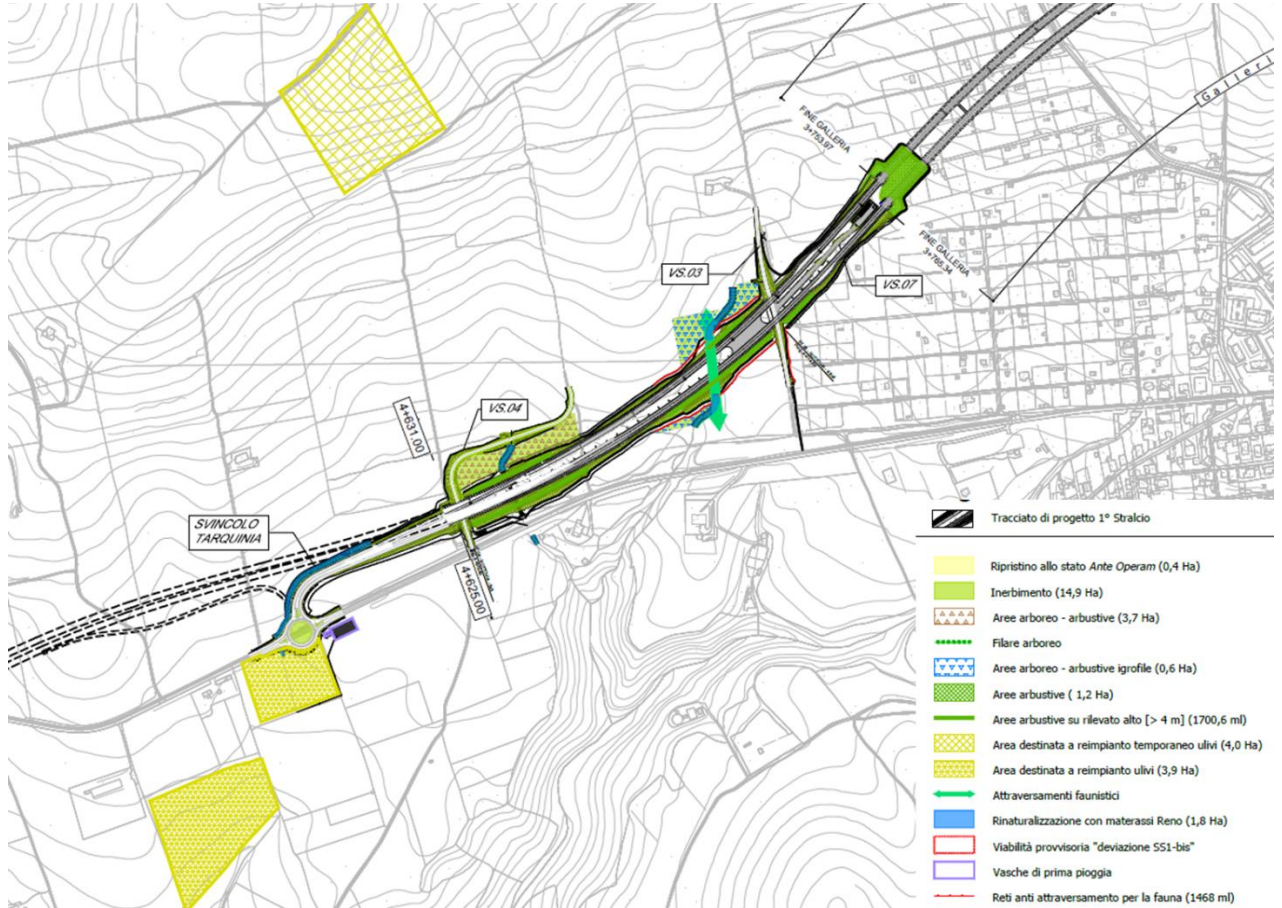 Galleri
FINE GALLERIA
3+753.97
FINE GALLERIA
3+765.34
VS.03
VS.07
VS.04
4+631.00
SVINCOLO
TARQUINIA
4+625.00
Tracciato di progetto 1° Stralcio
Ripristino allo stato Ante Operam (0,4 Ha)
Inerbimento (14,9 Ha)
Aree arboreo - arbustive (3,7 Ha)
Filare arboreo
Aree arboreo - arbustive igrofile (0,6 Ha)
Aree arbustive ( 1,2 Ha)
Aree arbustive su rilevato alto [> 4 m] (1700,6 ml)
Area destinata a reimpianto temporaneo ulivi (4,0 Ha)
Area destinata a reimpianto ulivi (3,9 Ha)
Attraversamenti faunistici
Rinaturalizzazione con materassi Reno (1,8 Ha)
Viabilità provvisoria "deviazione SS1-bis"
Vasche di prima pioggia
Reti anti attraversamento per la fauna (1468 ml)